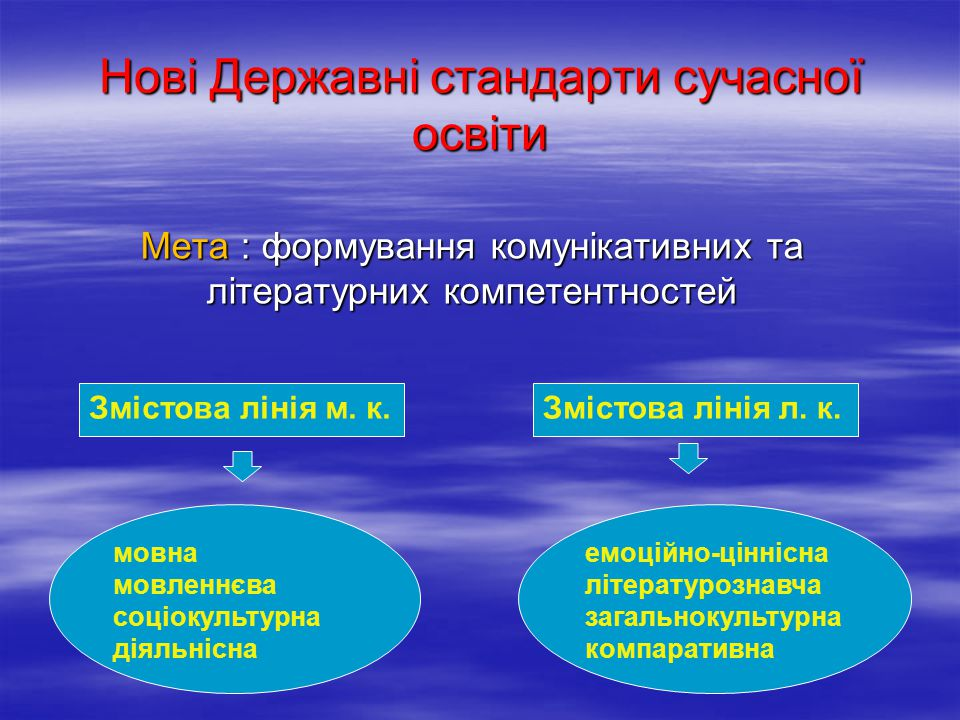 Нові Державні стандарти сучасної
освіти
Мета : формування комунікативних та
літературних компетентностей
Змістова лінія м. к.
Змістова лінія л. к.
мовна
мовленнєва
соціокультурна
діяльнісна
емоційно-ціннісна
літературознавча
загальнокультурна
компаративна